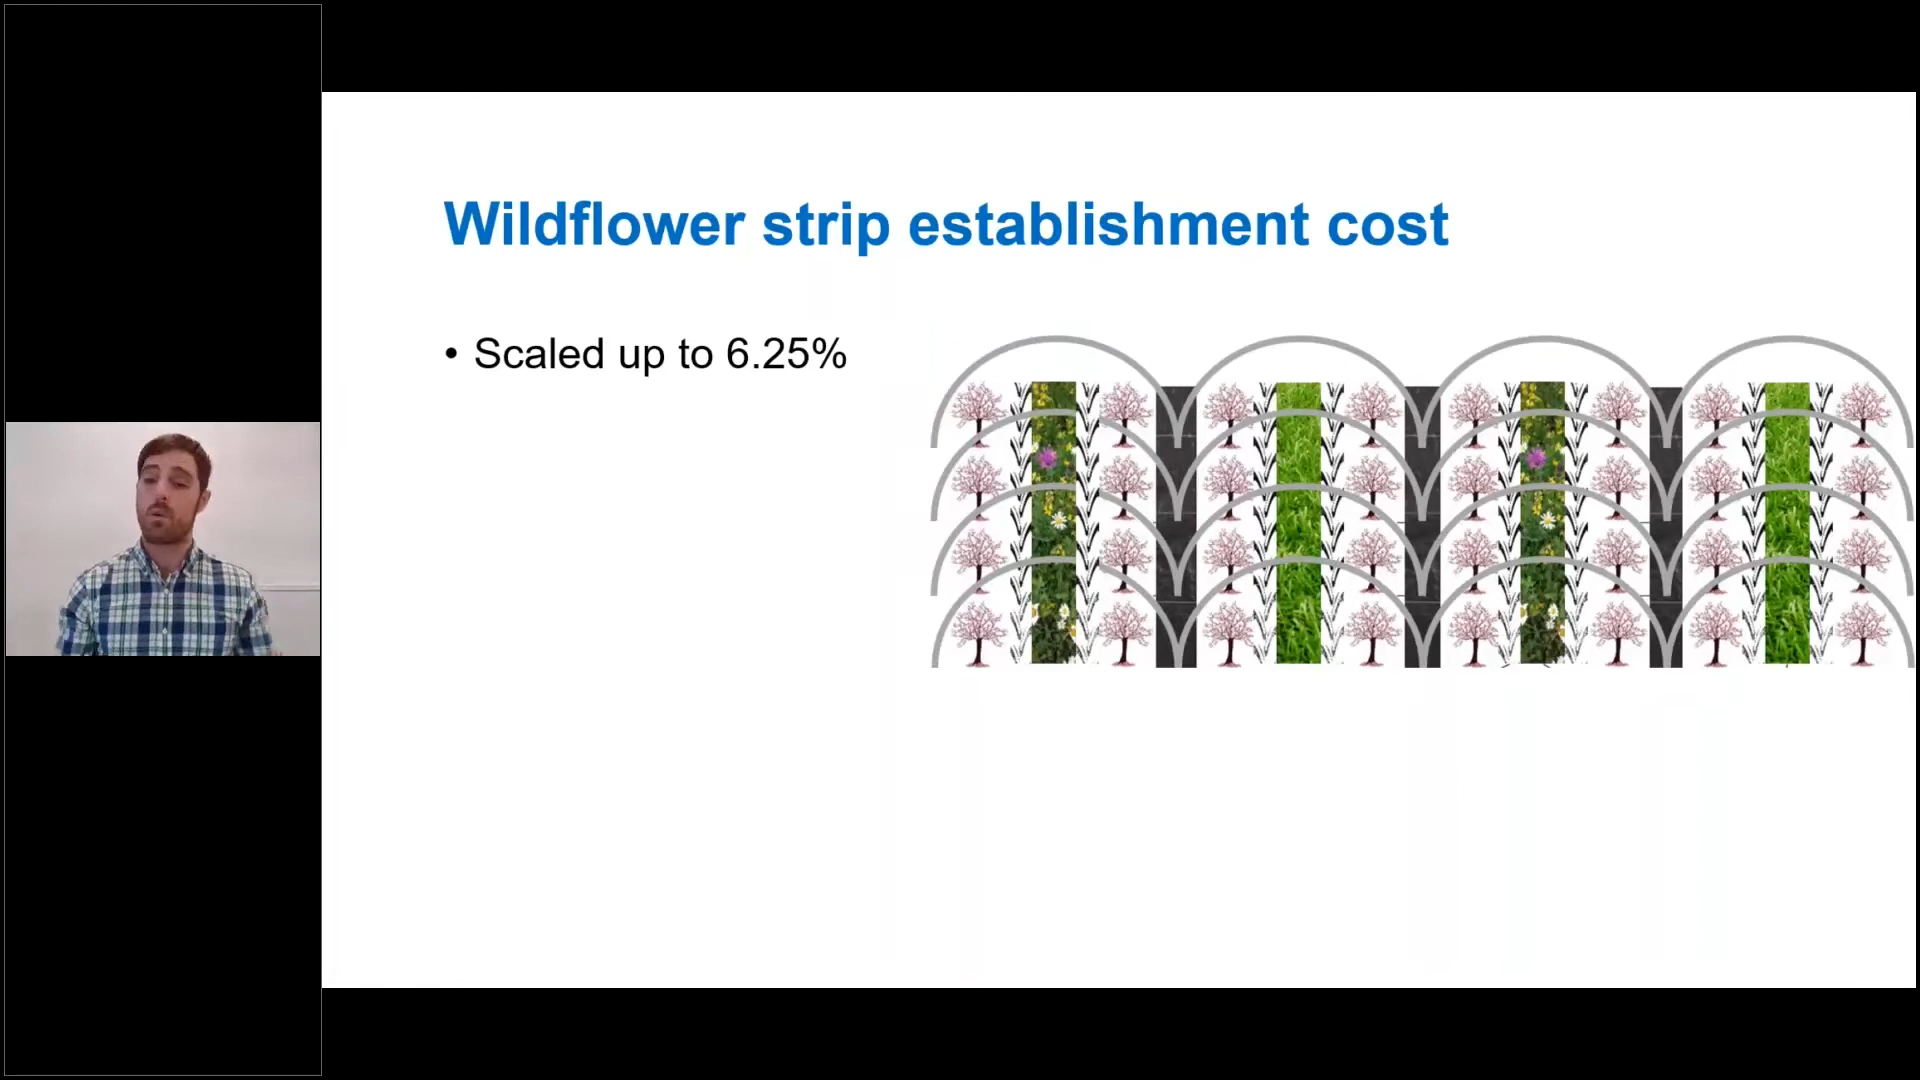 Wildflower strip establishment cost
• Scaled up to 6.25%